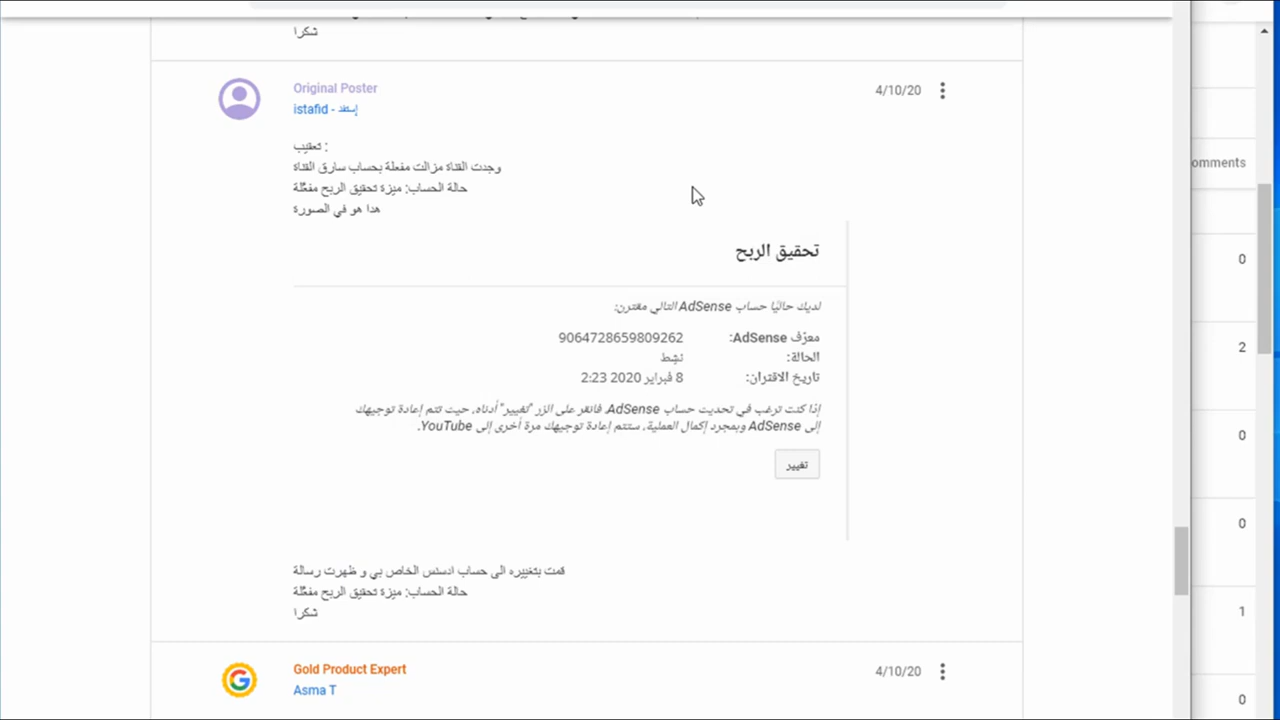 شكرا
Original Poster
4/10/20
istafid - إستفد
تعقيب :
وجدت القناة مزالت مفعلة بحساب سارق القناة
حالة الحساب: ميزة تحقيق الربح مفعّلة
هدا هو في الصورة
تحقيق الربح
لديك حاليًا حساب AdSense التالي مقترن:
معرّف AdSense: 9064728659809262
الحالة: نشِط
تاريخ الاقتران: 8 فبراير 2020 2:23
إذا كنت ترغب في تحديث حساب AdSense، فانقر على الزر "تغيير" أدناه، حيث تتم إعادة توجيهك
إلى AdSense وبمجرد إكمال العملية، ستتم إعادة توجيهك مرة أخرى إلى YouTube.
تغيير
قمت بتغييره الى حساب ادسنس الخاص بي و ظهرت رسالة
حالة الحساب: ميزة تحقيق الربح مفعّلة
شكرا
Gold Product Expert
4/10/20
Asma T
omments
0
2
0
0
1
0